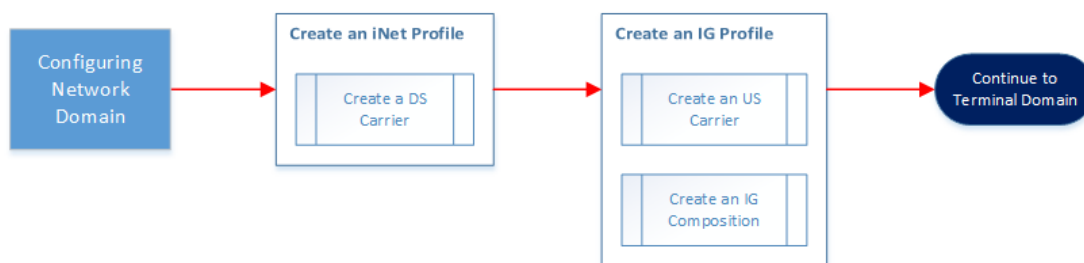 Configuring
Network
Domain
Create an iNet Profile
Create a DS
Carrier
Create an IG Profile
Create an US
Carrier
Create an IG
Composition
Continue to
Terminal Domain